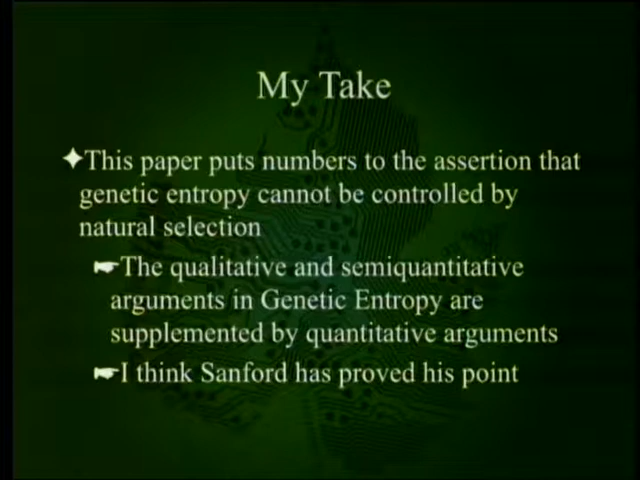 My Take
✦This paper puts numbers to the assertion that
genetic entropy cannot be controlled by
natural selection
☛The qualitative and semiquantitative
arguments in Genetic Entropy are
supplemented by quantitative arguments
☛I think Sanford has proved his point